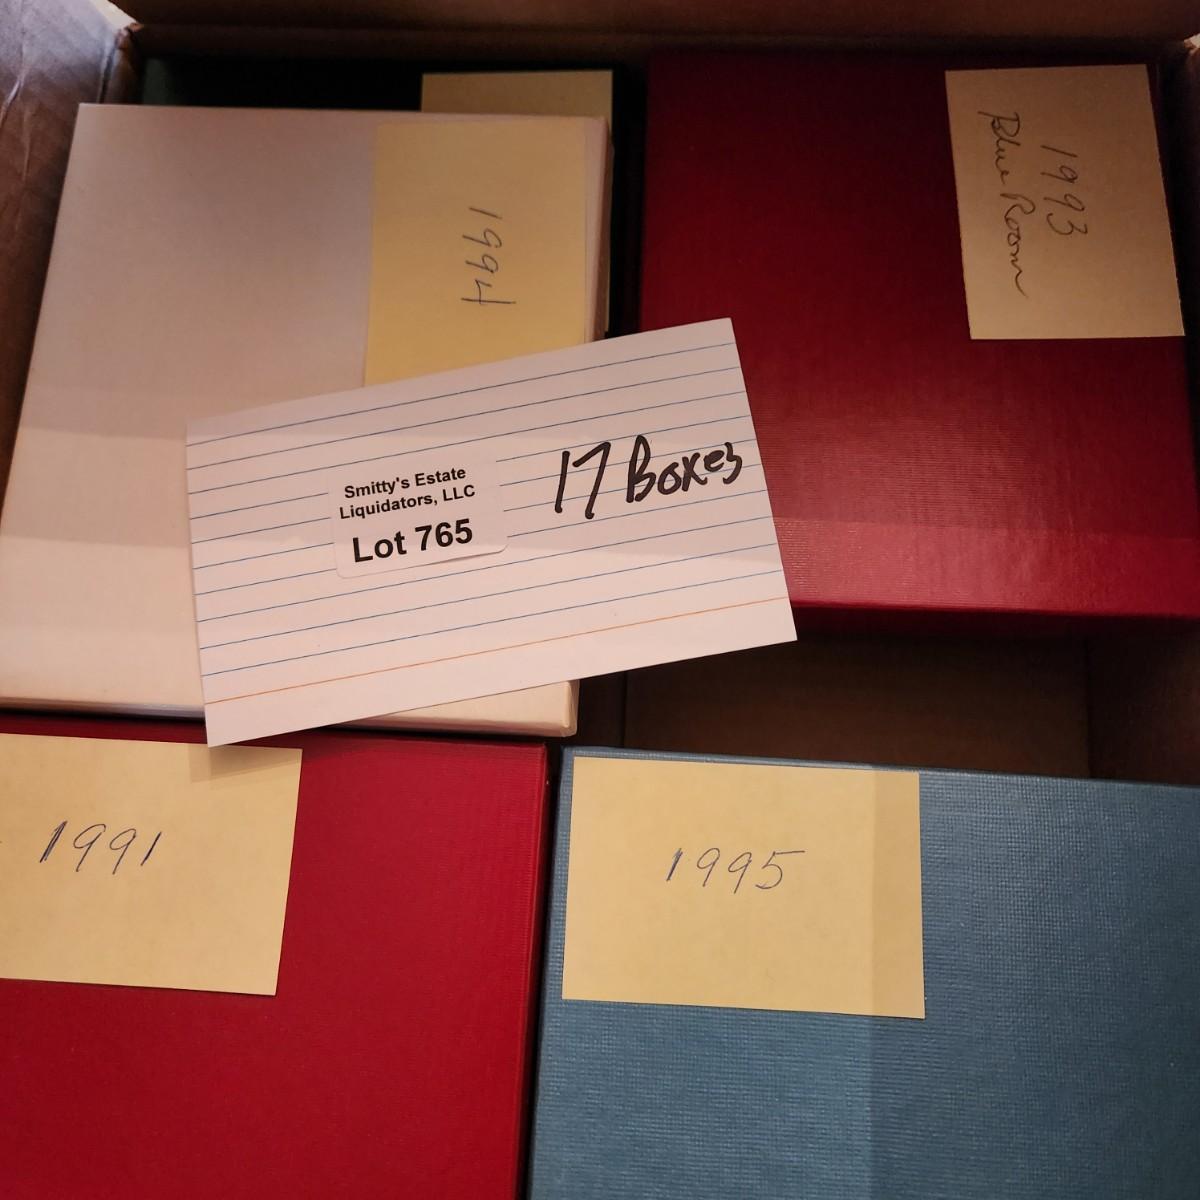 1994
1993
Blue Room
Smitty's Estate
Liquidators, LLC
Lot 765
17 Boxes
1991
1995